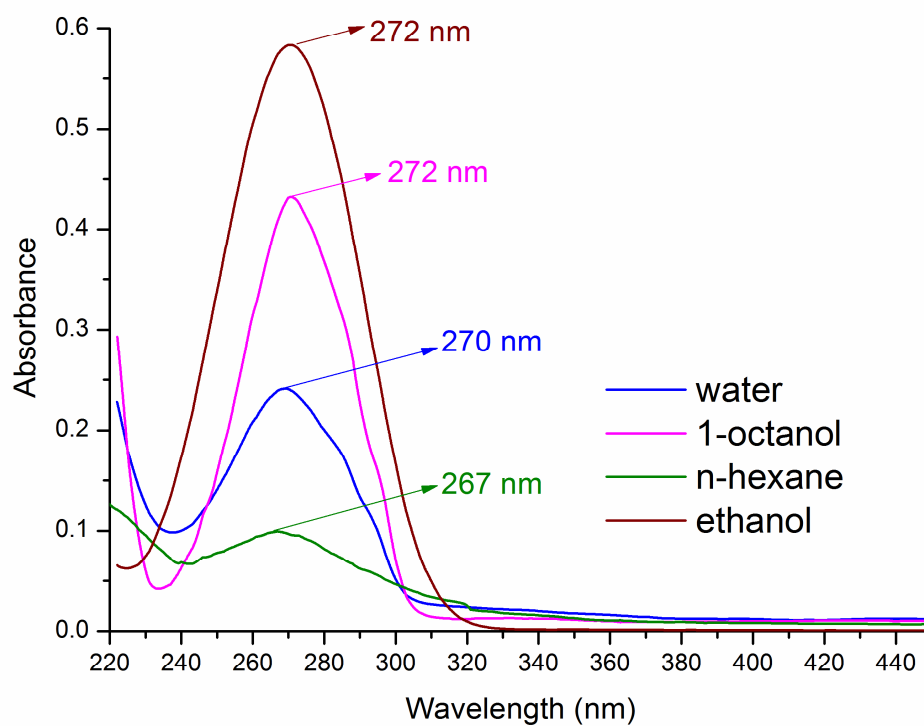 0.6
0.5
0.4
0.3
0.2
0.1
0.0
Absorbance
272 nm
272 nm
270 nm
267 nm
water
1-octanol
n-hexane
ethanol
220 240 260 280 300 320 340 360 380 400 420 440
Wavelength (nm)